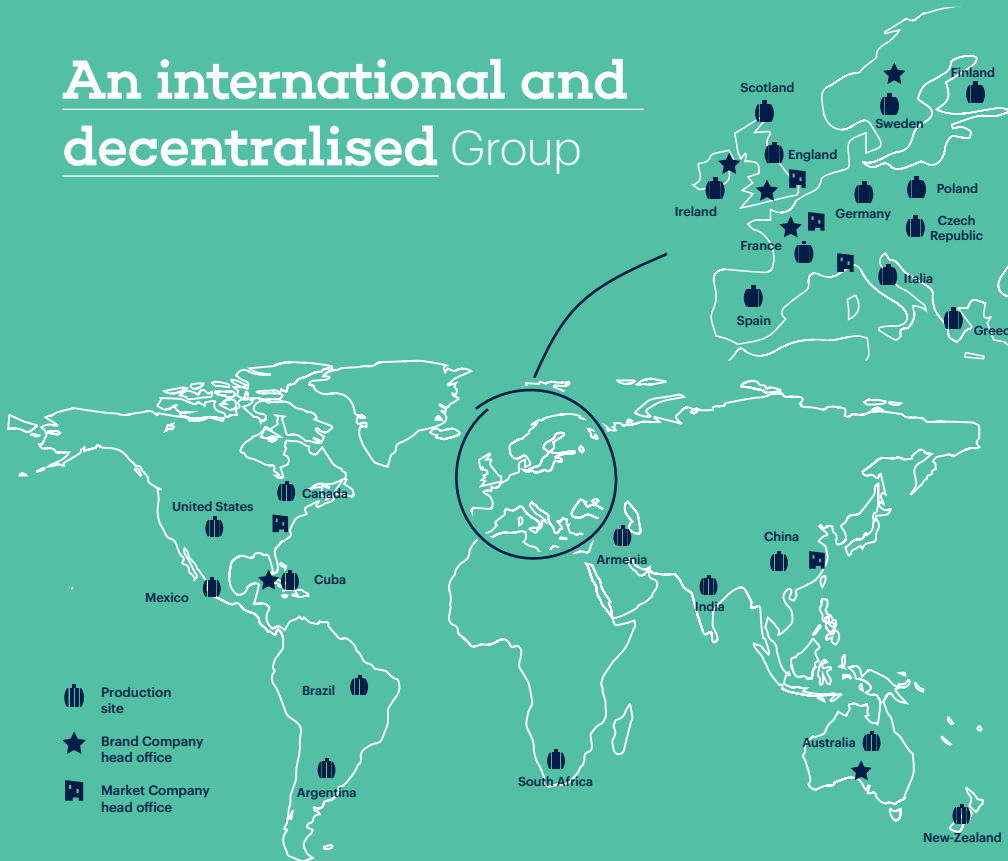 An international and
decentralised Group
Scotland
Finland
Sweden
England
Ireland
Germany
Poland
Czech
Republic
France
Italia
Spain
Greec
Canada
United States
China
Armenia
Cuba
Mexico
India
Brazil
Production
site
Brand Company
head office
Australia
Market Company
head office
Argentina
South Africa
New-Zealand